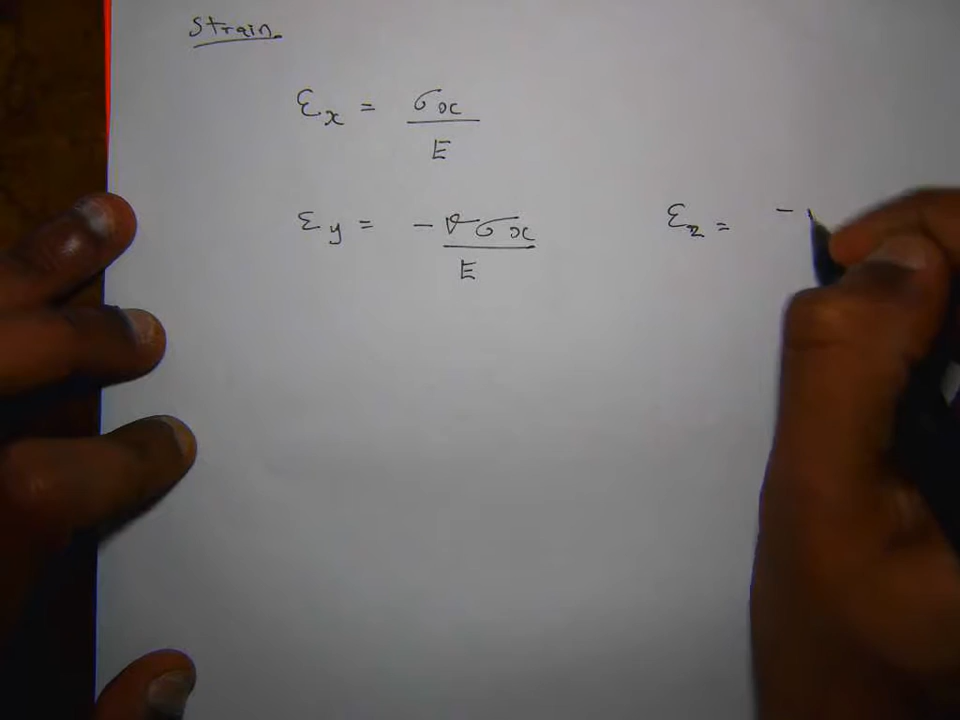 Strain
εx = σx / E
εy = - νσx / E εz = -